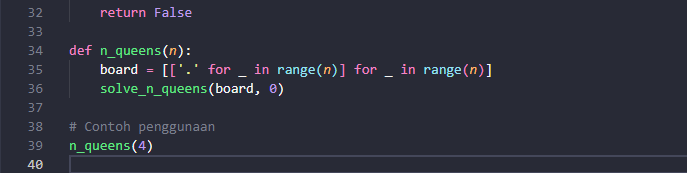 32 return False
33
34 def n_queens(n):
35 board = [['.' for _ in range(n)] for _ in range(n)]
36 solve_n_queens(board, 0)
37
38 # Contoh penggunaan
39 n_queens(4)
40